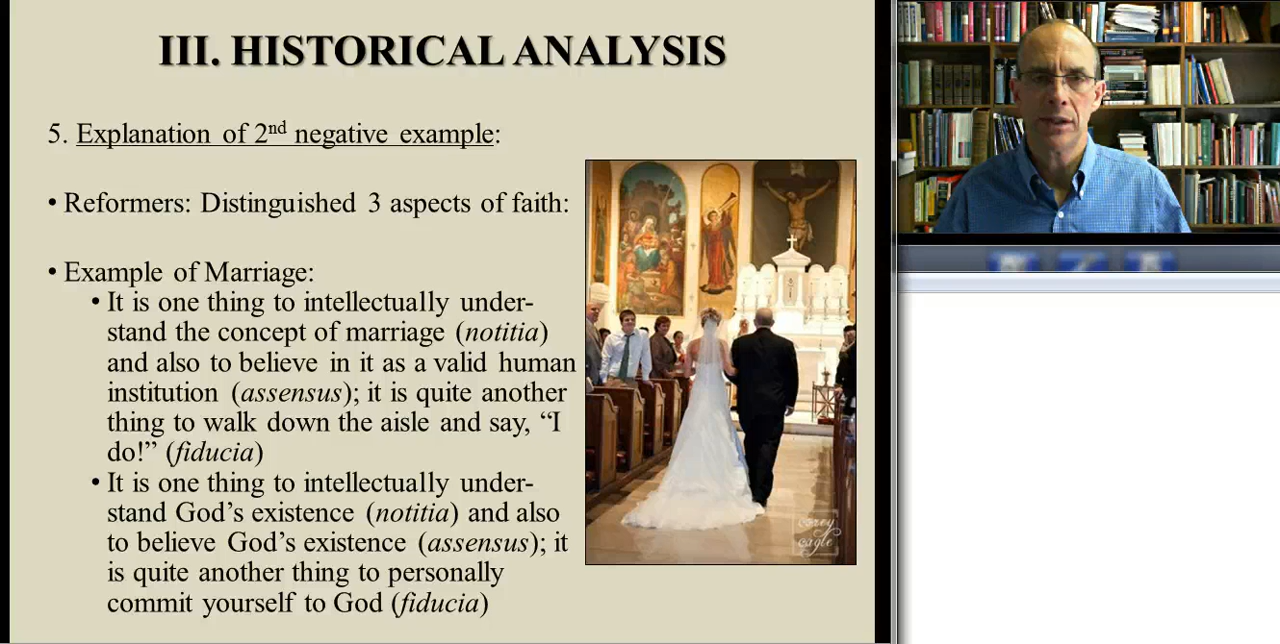 III. HISTORICAL ANALYSIS
5. Explanation of 2nd negative example:
• Reformers: Distinguished 3 aspects of faith:
• Example of Marriage:
• It is one thing to intellectually under-
stand the concept of marriage (notitia)
and also to believe in it as a valid human
institution (assensus); it is quite another
thing to walk down the aisle and say, “I
do!” (fiducia)
• It is one thing to intellectually under-
stand God’s existence (notitia) and also
to believe God’s existence (assensus); it
is quite another thing to personally
commit yourself to God (fiducia)
corey
cagle